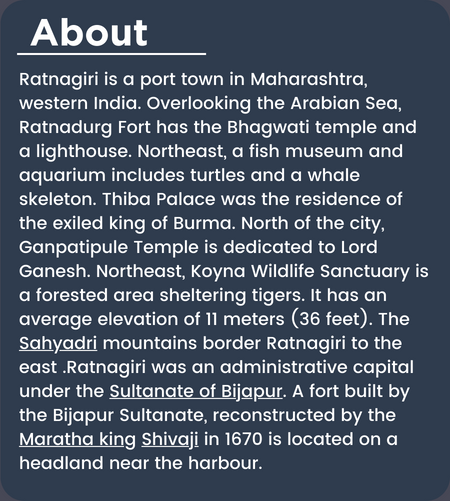 About
Ratnagiri is a port town in Maharashtra,
western India. Overlooking the Arabian Sea,
Ratnadurg Fort has the Bhagwati temple and
a lighthouse. Northeast, a fish museum and
aquarium includes turtles and a whale
skeleton. Thiba Palace was the residence of
the exiled king of Burma. North of the city,
Ganpatipule Temple is dedicated to Lord
Ganesh. Northeast, Koyna Wildlife Sanctuary is
a forested area sheltering tigers. It has an
average elevation of 11 meters (36 feet). The
Sahyadri mountains border Ratnagiri to the
east .Ratnagiri was an administrative capital
under the Sultanate of Bijapur. A fort built by
the Bijapur Sultanate, reconstructed by the
Maratha king Shivaji in 1670 is located on a
headland near the harbour.